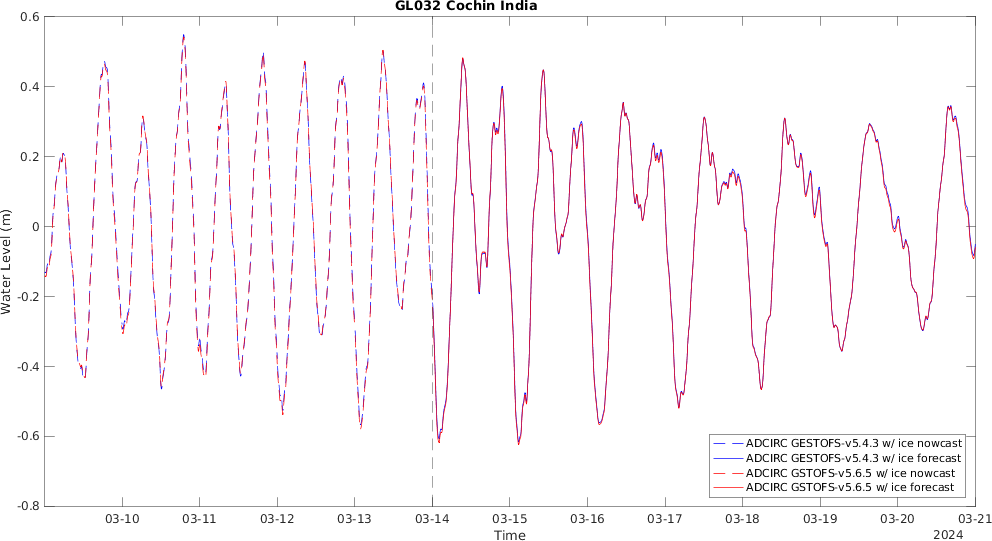 GL032 Cochin India
0.6
0.4
0.2
0
-0.2
-0.4
-0.6
-0.8
Water Level (m)
ADCIRC GESTOFS-v5.4.3 w/ ice nowcast
ADCIRC GESTOFS-v5.4.3 w/ ice forecast
ADCIRC GSTOFS-v5.6.5 w/ ice nowcast
ADCIRC GSTOFS-v5.6.5 w/ ice forecast
03-10 03-11 03-12 03-13 03-14 03-15 03-16 03-17 03-18 03-19 03-20 03-21
Time
2024